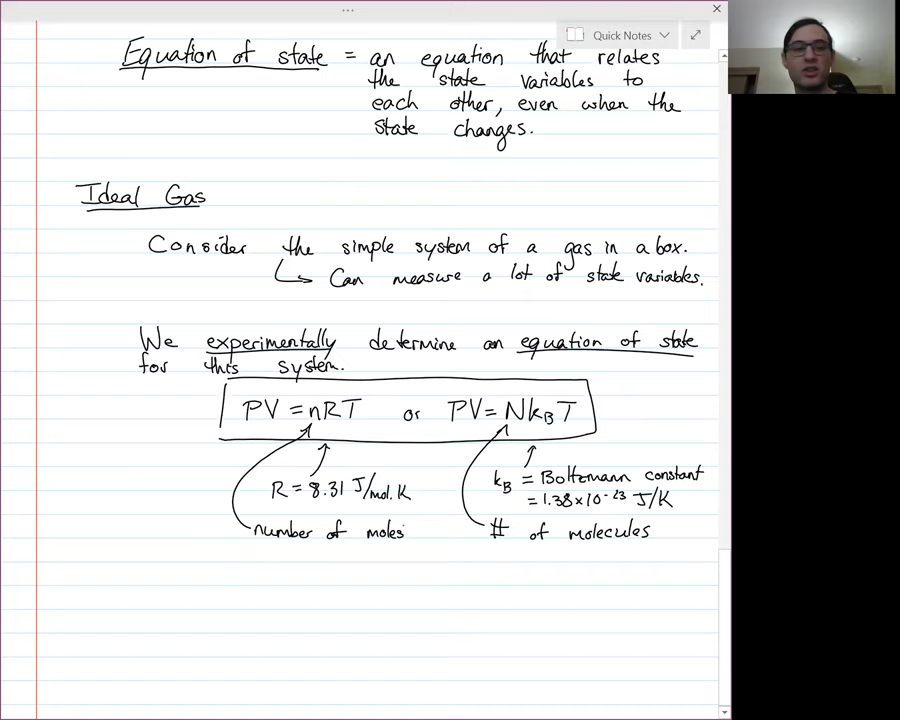 Quick Notes
Equation of state = an equation that relates
the state variables to
each other, even when the
state changes.
Ideal Gas
Consider the simple system of a gas in a box.
Can measure a lot of state variables.
We experimentally determine an equation of state
for this system.
PV = nRT or PV = Nk_BT
R = 8.31 J/mol·K
k_B = Boltzmann constant
= 1.38×10⁻²³ J/K
number of moles
# of molecules